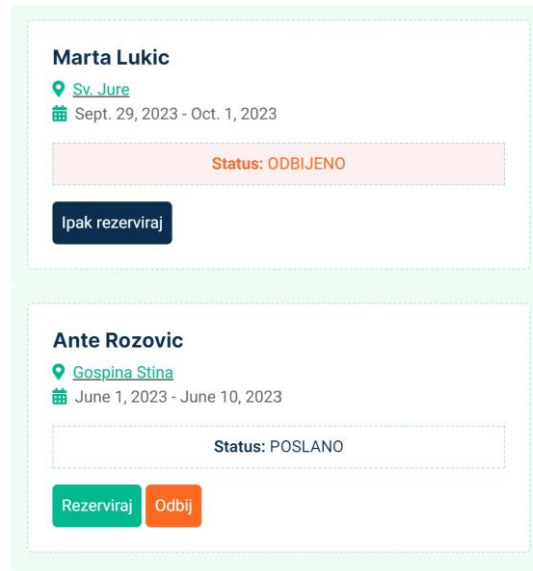 Marta Lukic
Sv. Jure
Sept. 29, 2023 - Oct. 1, 2023
Status: ODBIJENO
Ipak rezerviraj
Ante Rozovic
Gospina Stina
June 1, 2023 - June 10, 2023
Status: POSLANO
Rezerviraj Odbij